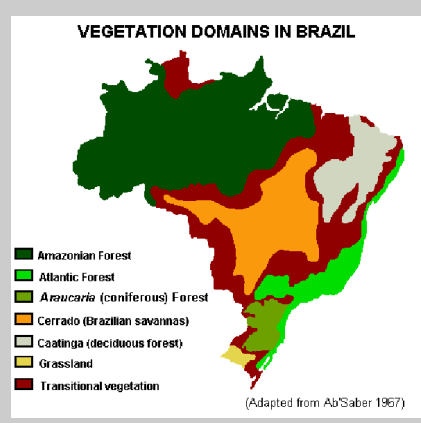 VEGETATION DOMAINS IN BRAZIL
Amazonian Forest
Atlantic Forest
Araucaria (coniferous) Forest
Cerrado (Brazilian savannas)
Caatinga (deciduous forest)
Grassland
Transitional vegetation
(Adapted from Ab'Saber 1967)